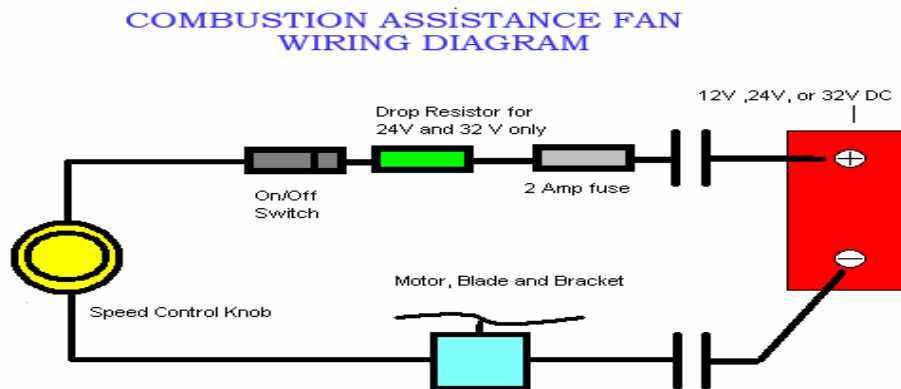 COMBUSTION ASSISTANCE FAN
WIRING DIAGRAM
12V ,24V, or 32V DC
Drop Resistor for
24V and 32 V only
On/Off
Switch
2 Amp fuse
Motor, Blade and Bracket
Speed Control Knob